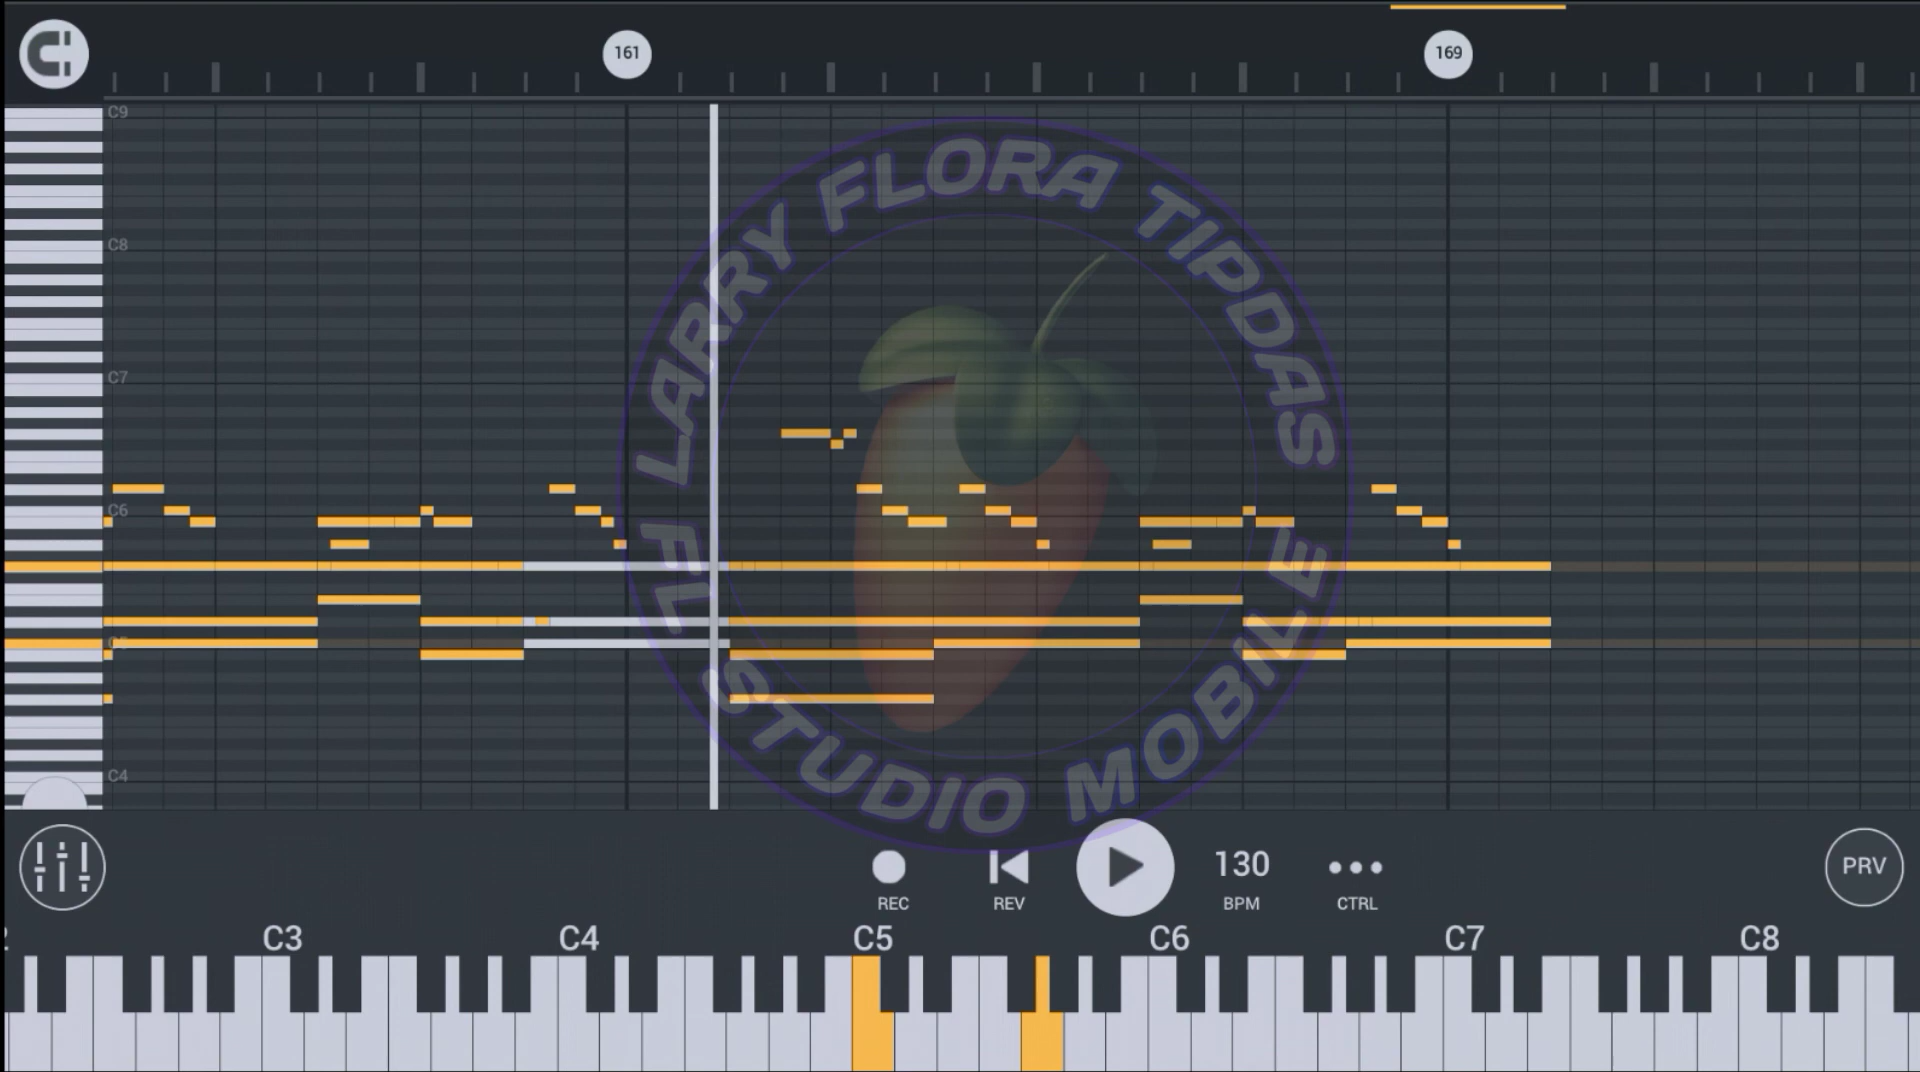 161
169
C9
C8
C7
C6
C4
LARRY FLORA TIPDAS
STUDIO MOBILE
130
REC
REV
BPM
CTRL
PRV
C3
C4
C5
C6
C7
C8